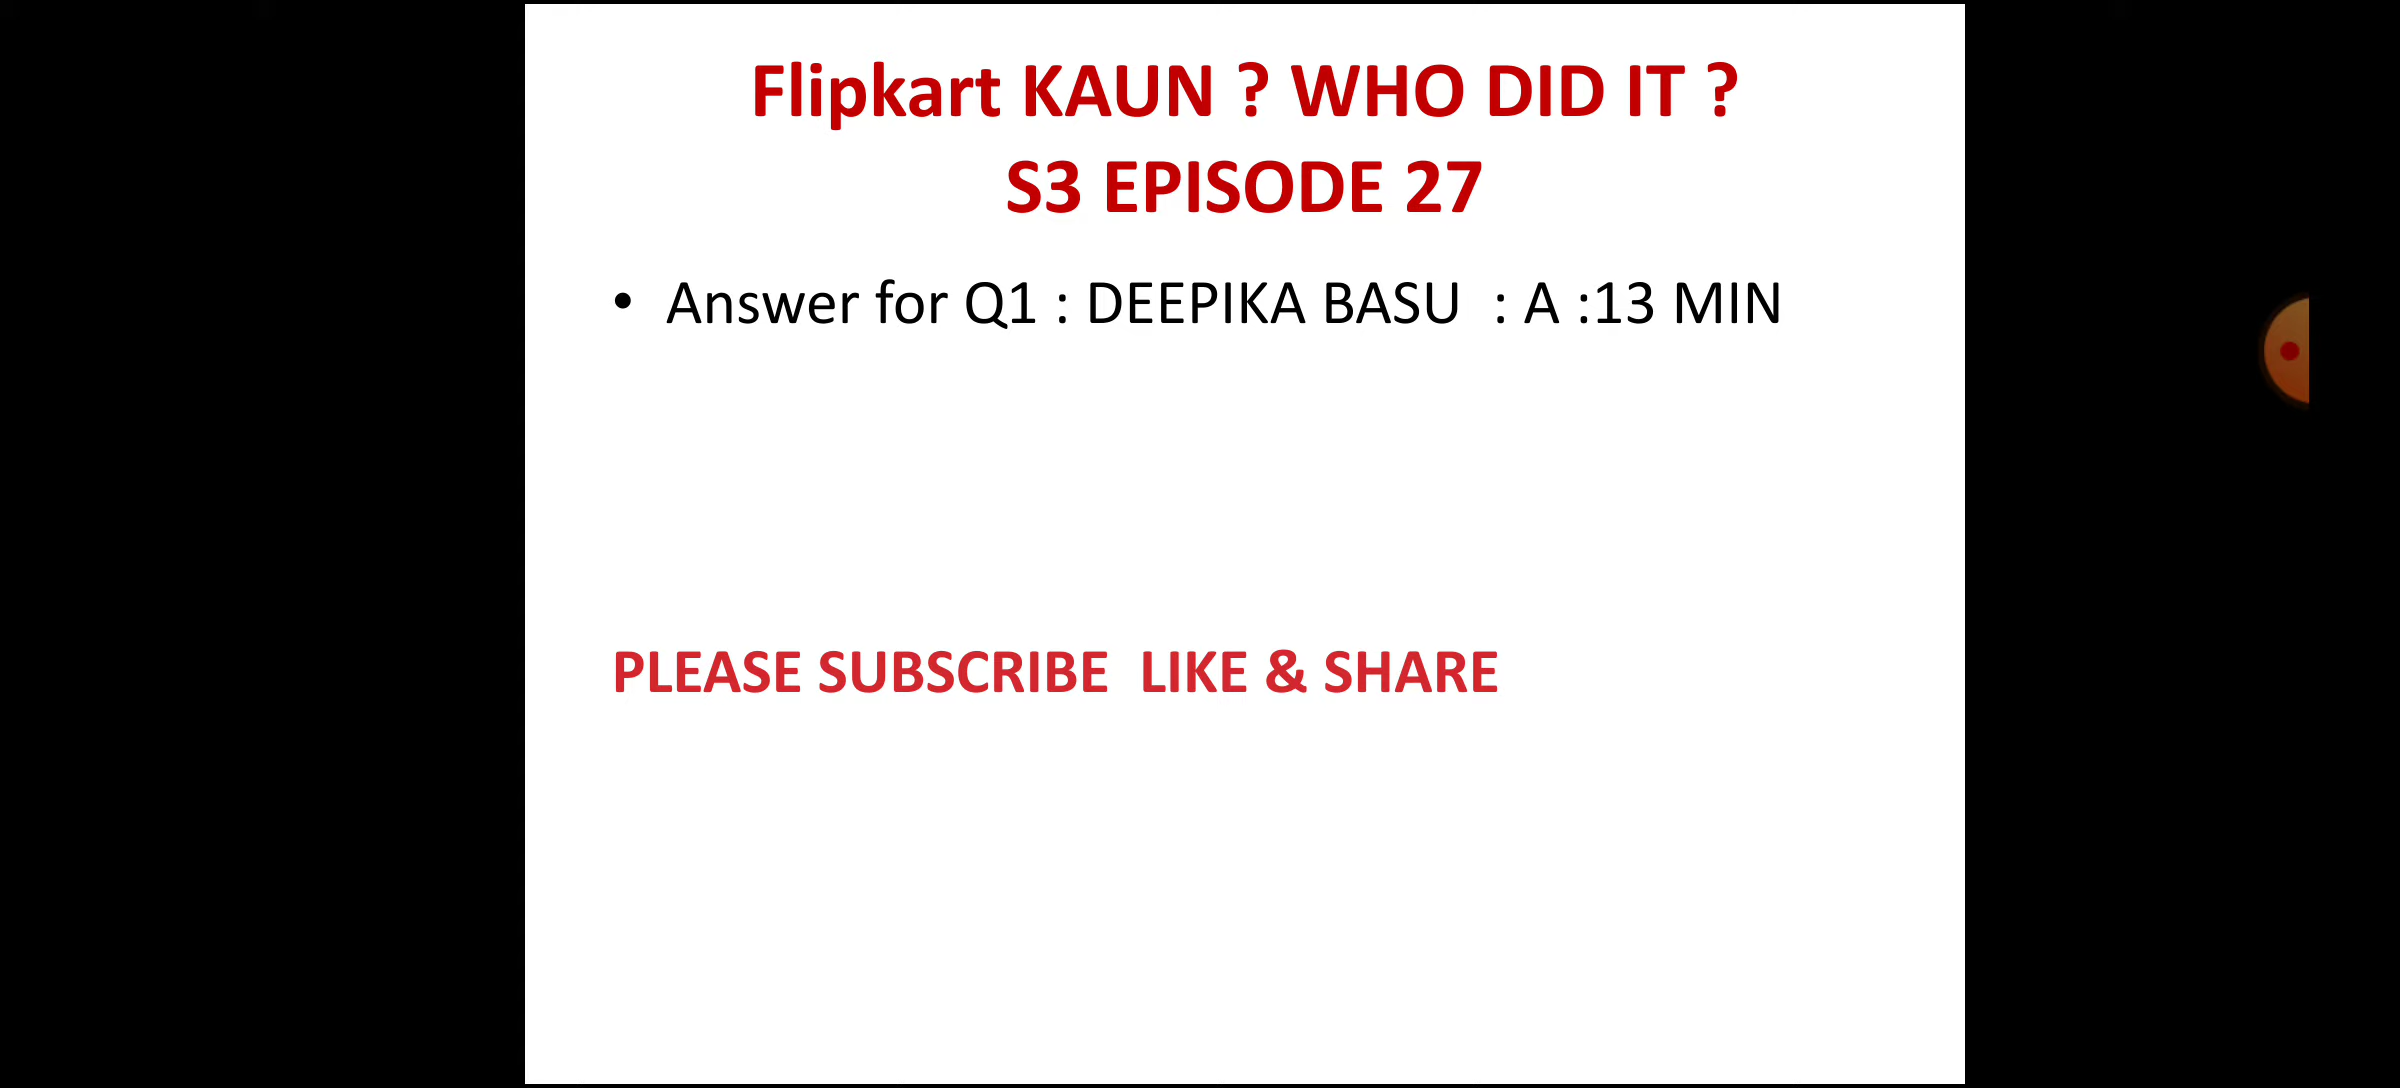 Flipkart KAUN ? WHO DID IT ?
S3 EPISODE 27
• Answer for Q1 : DEEPIKA BASU : A :13 MIN
PLEASE SUBSCRIBE LIKE & SHARE